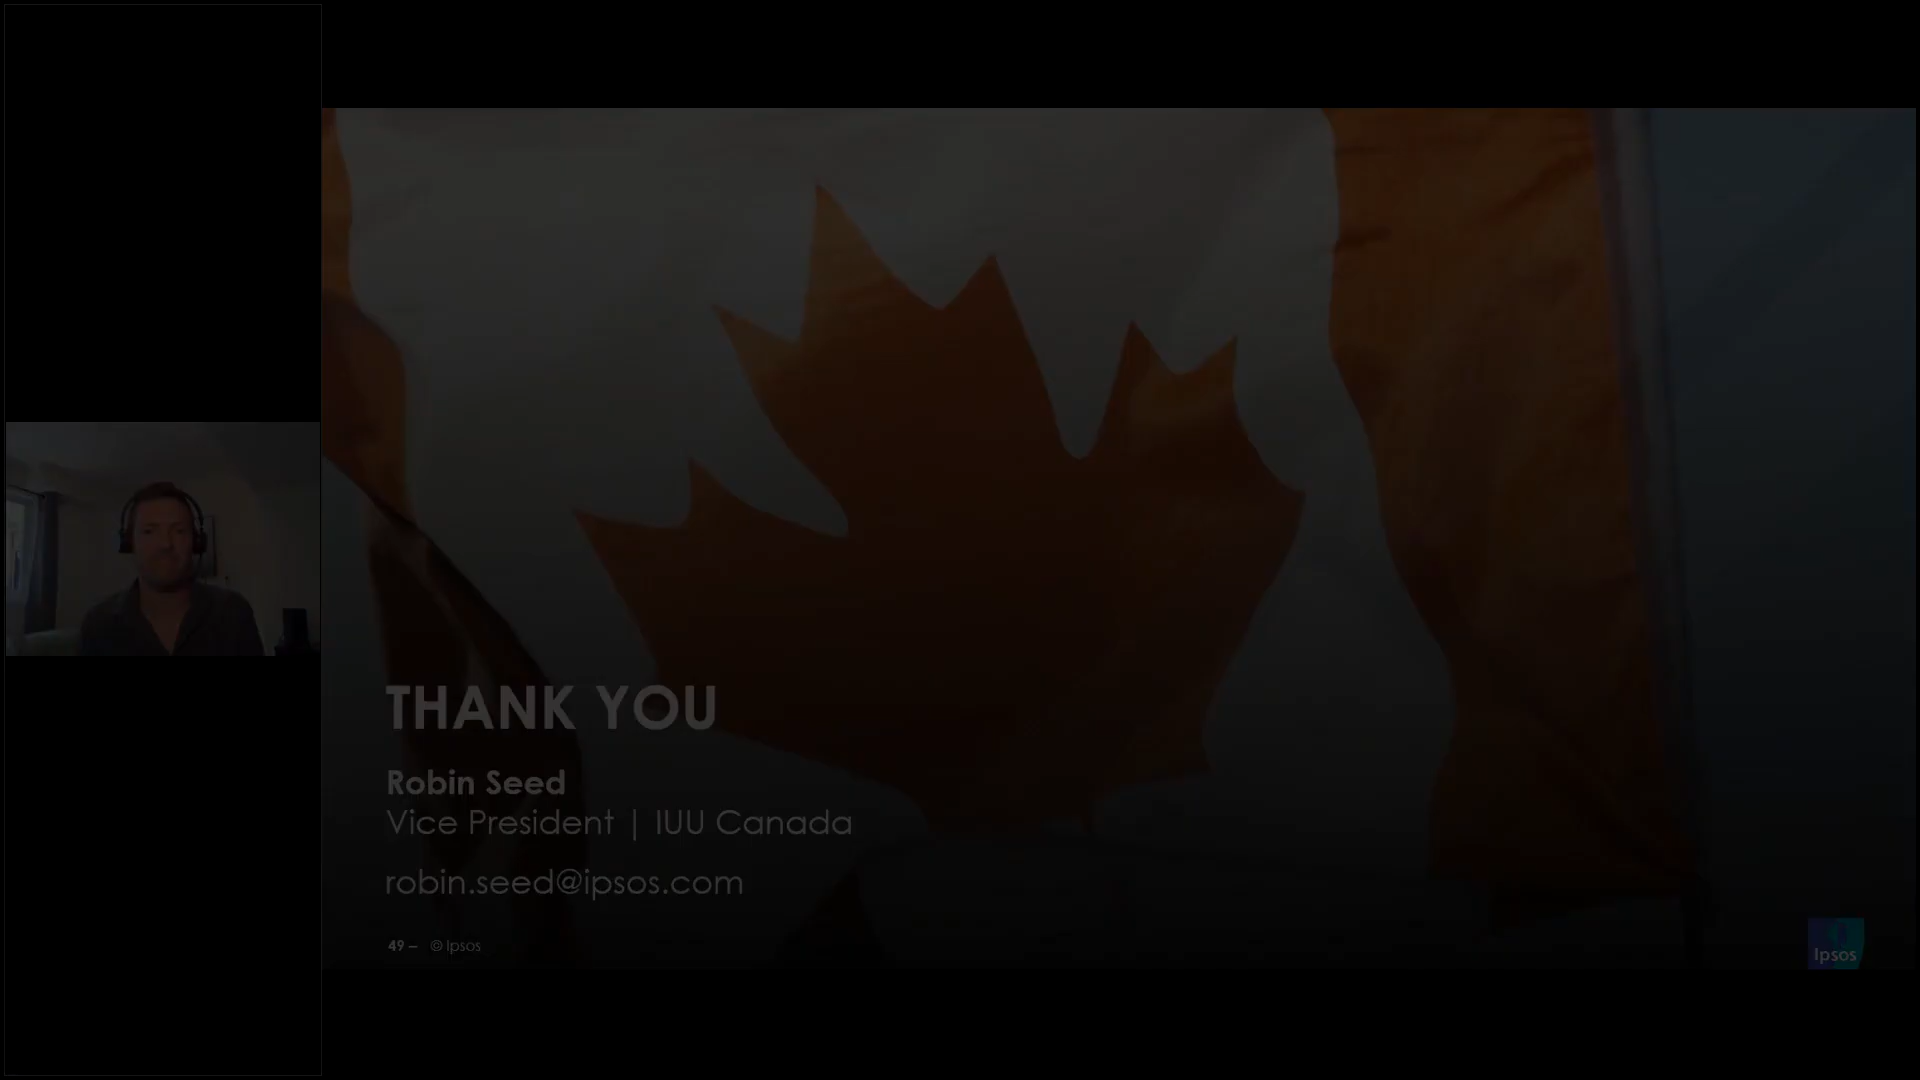 THANK YOU
Robin Seed
Vice President | IUU Canada
robin.seed@ipsos.com
49 – © Ipsos
Ipsos